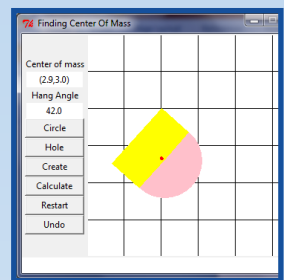 Finding Center Of Mass
Center of mass
(2.9,3.0)
Hang Angle
42.0
Circle
Hole
Create
Calculate
Restart
Undo